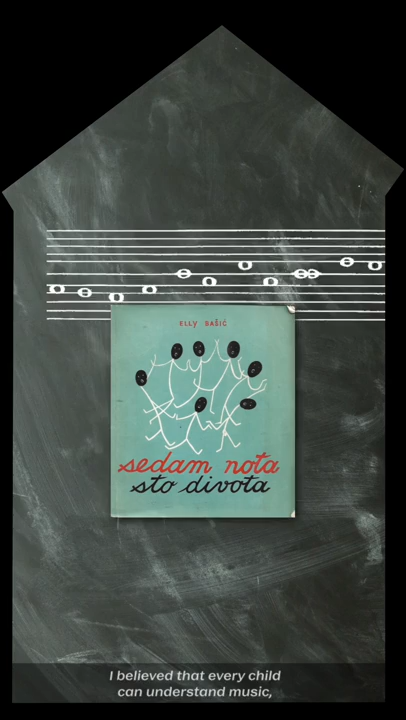 ELLY BAŠIĆ
sedam nota
sto divota
I believed that every child
can understand music,